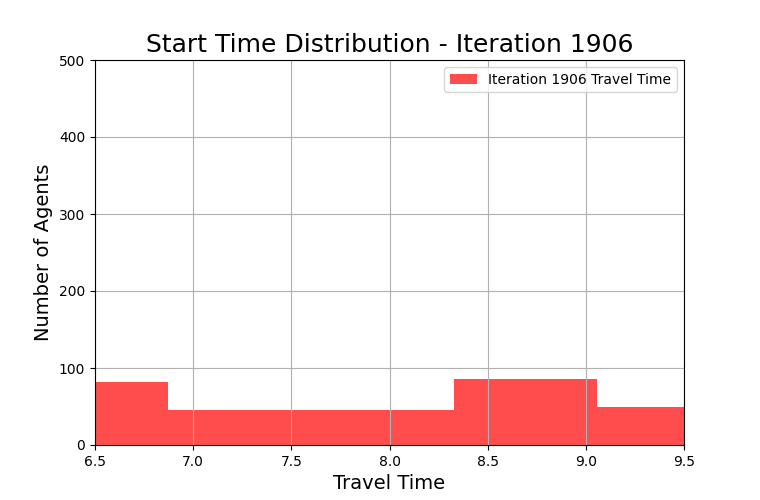 Start Time Distribution - Iteration 1906
Iteration 1906 Travel Time
Number of Agents
500
400
300
200
100
0
6.5 7.0 7.5 8.0 8.5 9.0 9.5
Travel Time